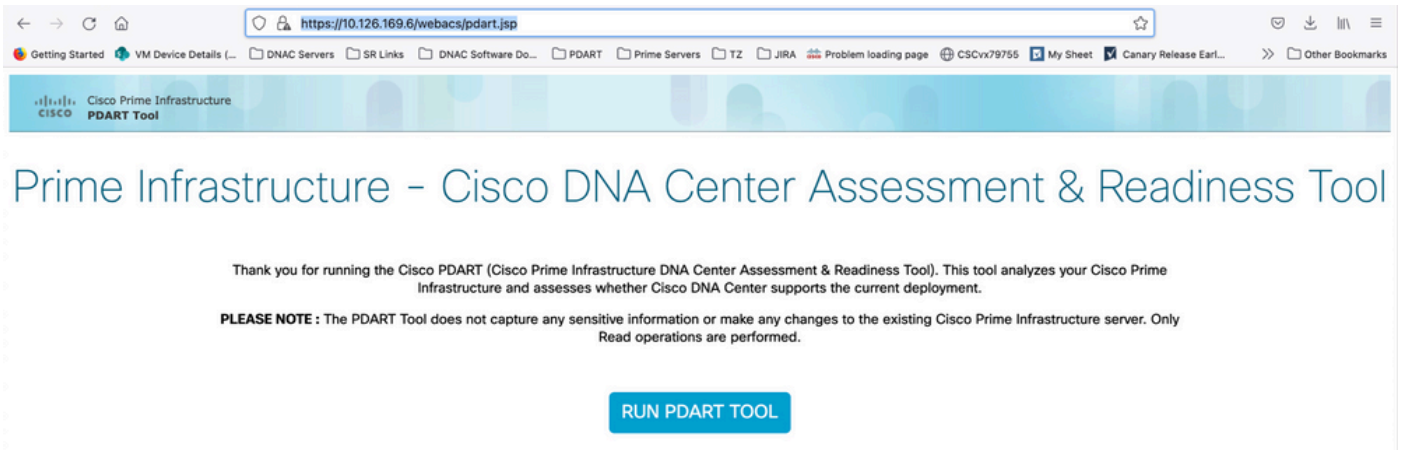 https://10.126.169.6/webacs/pdart.jsp
Getting Started VM Device Details (... DNAC Servers SR Links DNAC Software Do... PDART Prime Servers TZ JIRA Problem loading page CSCvx79755 My Sheet Canary Release Earl... Other Bookmarks
CISCO
Cisco Prime Infrastructure
PDART Tool
Prime Infrastructure - Cisco DNA Center Assessment & Readiness Tool
Thank you for running the Cisco PDART (Cisco Prime Infrastructure DNA Center Assessment & Readiness Tool). This tool analyzes your Cisco Prime
Infrastructure and assesses whether Cisco DNA Center supports the current deployment.
PLEASE NOTE : The PDART Tool does not capture any sensitive information or make any changes to the existing Cisco Prime Infrastructure server. Only
Read operations are performed.
RUN PDART TOOL